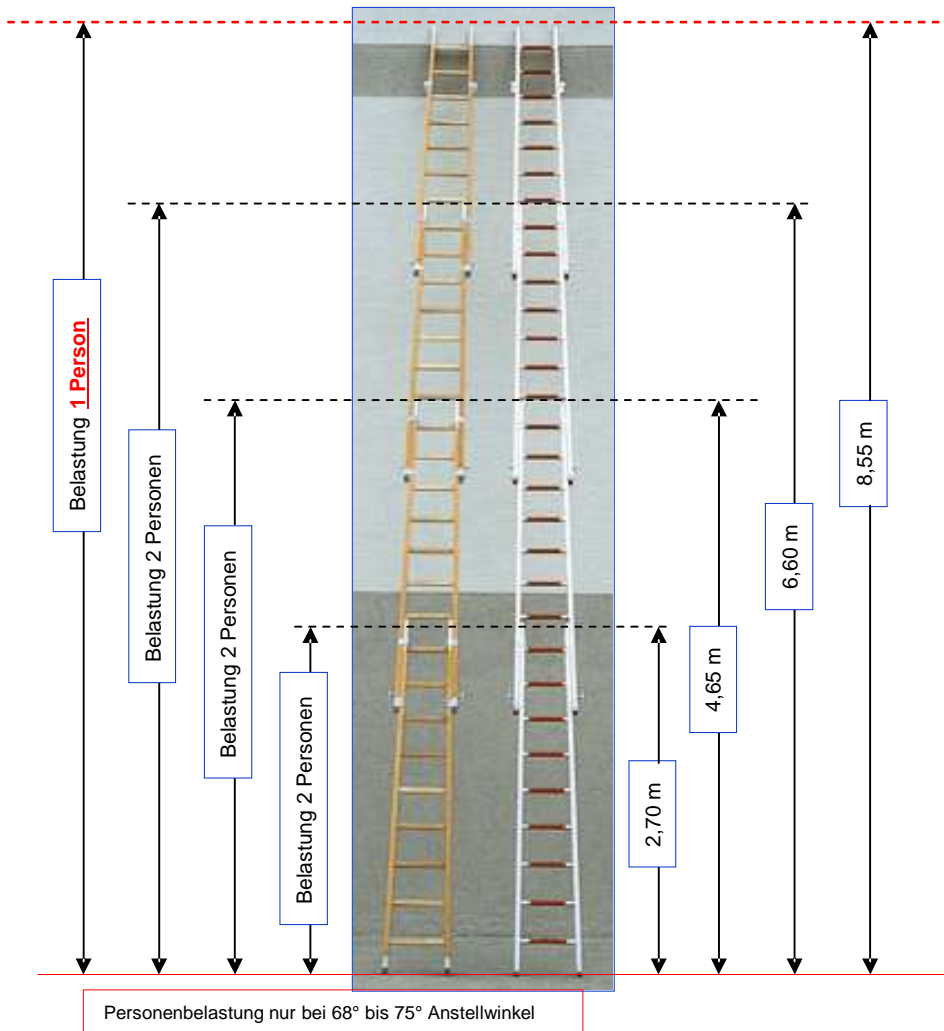 Belastung 1 Person
Belastung 2 Personen
Belastung 2 Personen
Belastung 2 Personen
2,70 m
4,65 m
6,60 m
8,55 m
Personenbelastung nur bei 68° bis 75° Anstellwinkel